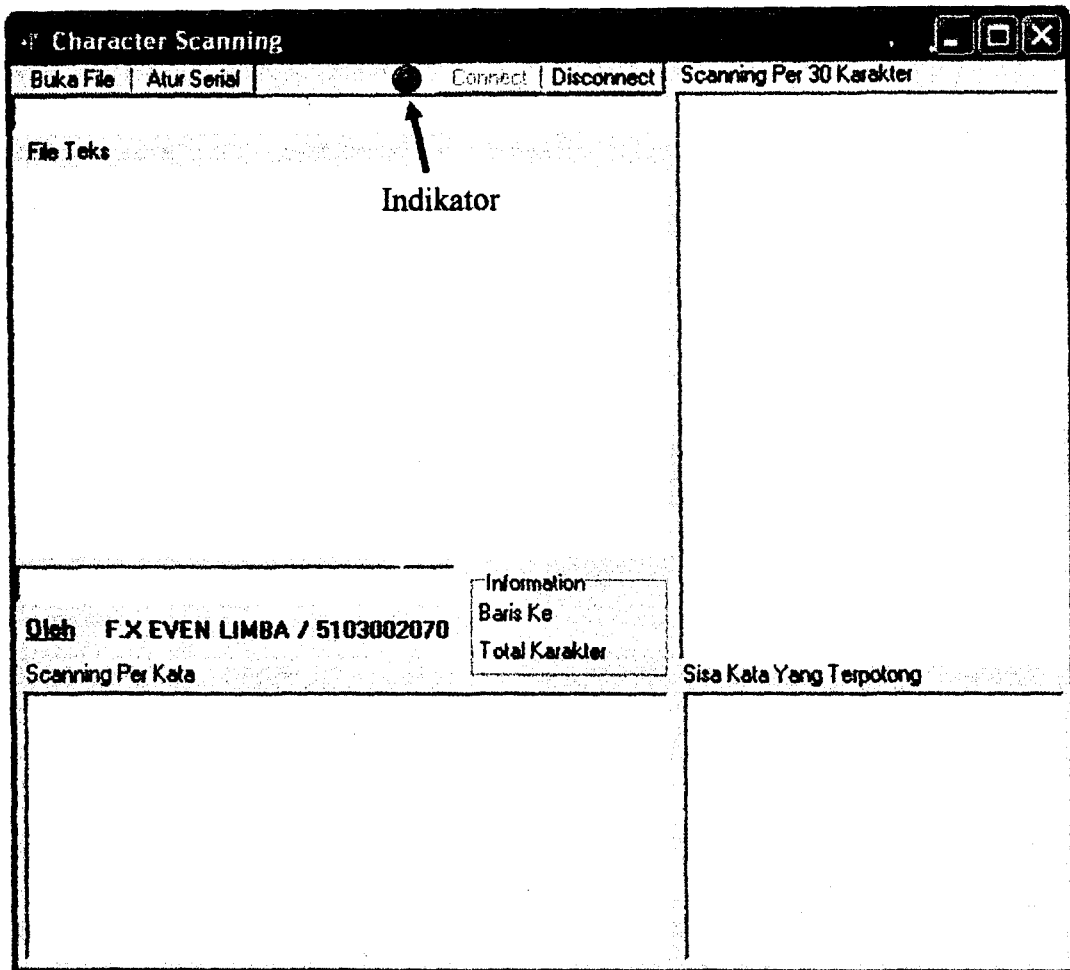 Character Scanning
Buka File Atur Serial Connect Disconnect
Scanning Per 30 Karakter
File Teks
Indikator
Information
Baris Ke
Total Karakter
Oleh F.X EVEN LIMBA / 5103002070
Scanning Per Kata
Sisa Kata Yang Terpotong